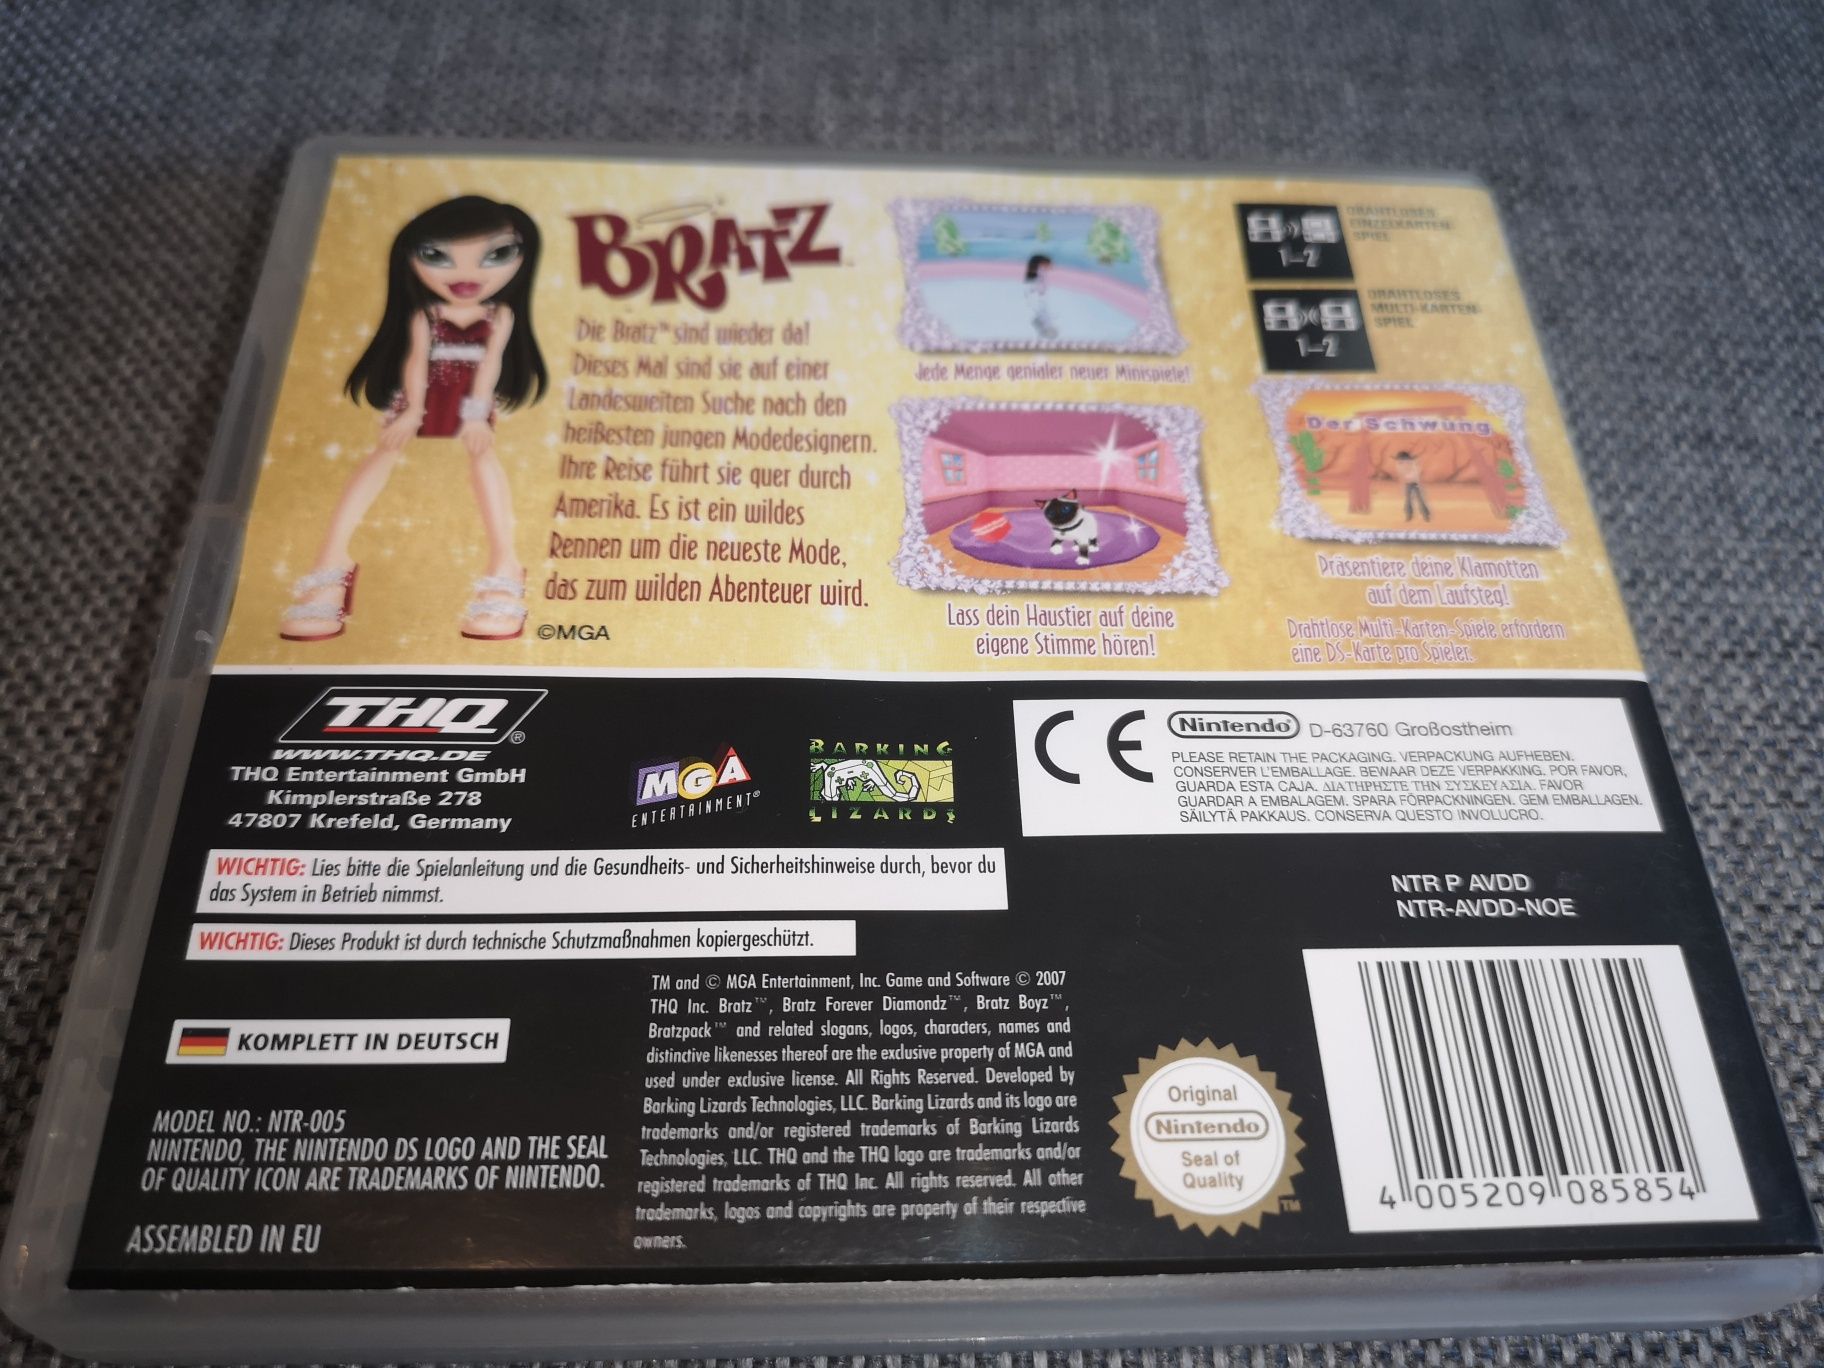 BRATZ
Die Bratz™ sind wieder da!
Dieses Mal sind sie auf einer
Landesweiten Suche nach den
heißesten jungen Modedesignern.
Ihre Reise führt sie quer durch
Amerika. Es ist ein wildes
Rennen um die neueste Mode,
das zum wilden Abenteuer wird.
©MGA
Jede Menge genialer neuer Minispiele!
Lass dein Haustier auf deine
eigene Stimme hören!
1-2
DRAHTLOSES
EINZELKARTEN-
SPIEL
1-2
DRAHTLOSES
MULTI-KARTEN-
SPIEL
Der Schwung
Präsentiere deine Klamotten
auf dem Laufsteg!
Drahtlose Multi-Karten-Spiele erfordern
eine DS-Karte pro Spieler.
THQ®
WWW.THQ.DE
THQ Entertainment GmbH
Kimplerstraße 278
47807 Krefeld, Germany
MGA
ENTERTAINMENT®
BARKING
LIZARDS
CE
Nintendo® D-63760 Großostheim
PLEASE RETAIN THE PACKAGING. VERPACKUNG AUFHEBEN.
CONSERVER L'EMBALLAGE. BEWAAR DEZE VERPAKKING. POR FAVOR,
GUARDA ESTA CAJA. ΔΙΑΤΗΡΗΣΤΕ ΤΗΝ ΣΥΣΚΕΥΑΣΙΑ. FAVOR
GUARDAR A EMBALAGEM. SPARA FÖRPACKNINGEN. GEM EMBALLAGEN.
SÄILYTÄ PAKKAUS. CONSERVA QUESTO INVOLUCRO.
WICHTIG: Lies bitte die Spielanleitung und die Gesundheits- und Sicherheitshinweise durch, bevor du
das System in Betrieb nimmst.
WICHTIG: Dieses Produkt ist durch technische Schutzmaßnahmen kopiergeschützt.
NTR P AVDD
NTR-AVDD-NOE
KOMPLETT IN DEUTSCH
MODEL NO.: NTR-005
NINTENDO, THE NINTENDO DS LOGO AND THE SEAL
OF QUALITY ICON ARE TRADEMARKS OF NINTENDO.
ASSEMBLED IN EU
TM and © MGA Entertainment, Inc. Game and Software © 2007
THQ Inc. Bratz™, Bratz Forever Diamondz™, Bratz Boyz™,
Bratzpack™ and related slogans, logos, characters, names and
distinctive likenesses thereof are the exclusive property of MGA and
used under exclusive license. All Rights Reserved. Developed by
Barking Lizards Technologies, LLC. Barking Lizards and its logo are
trademarks and/or registered trademarks of Barking Lizards
Technologies, LLC. THQ and the THQ logo are trademarks and/or
registered trademarks of THQ Inc. All rights reserved. All other
trademarks, logos and copyrights are property of their respective
owners.
Original
Nintendo
Seal of
Quality
TM
4 005209 085854